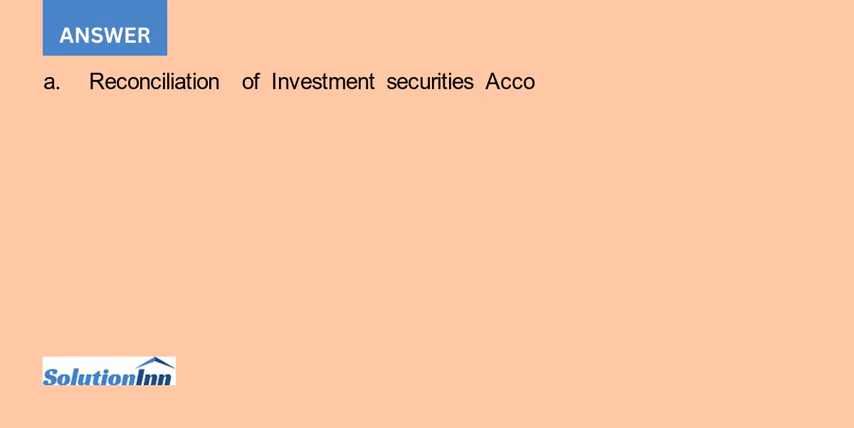 ANSWER
a. Reconciliation of Investment securities Acco
SolutionInn